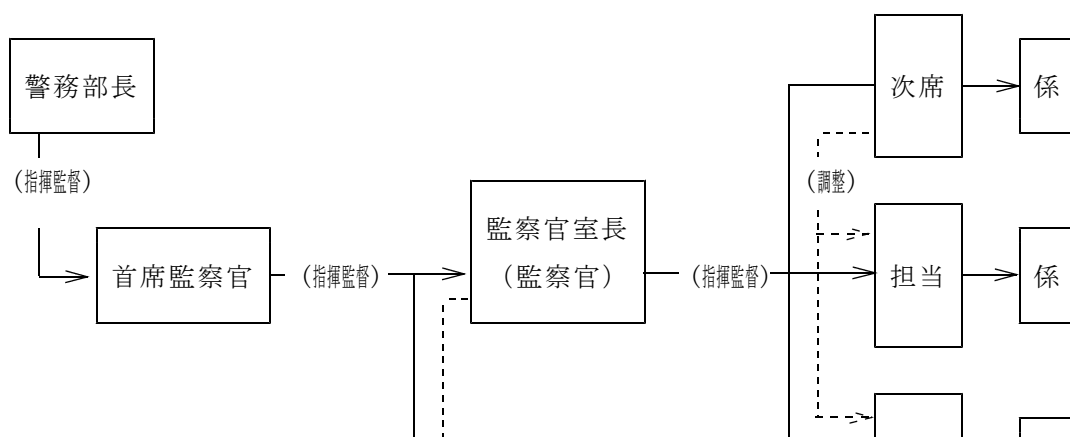 警務部長
(指揮監督)
首席監察官
(指揮監督)
監察官室長
(監察官)
(指揮監督)
次席
係
(調整)
担当
係